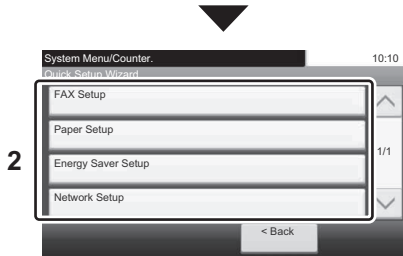 System Menu/Counter.
10:10
Quick Setup Wizard
FAX Setup
Paper Setup
1/1
2
Energy Saver Setup
Network Setup
< Back